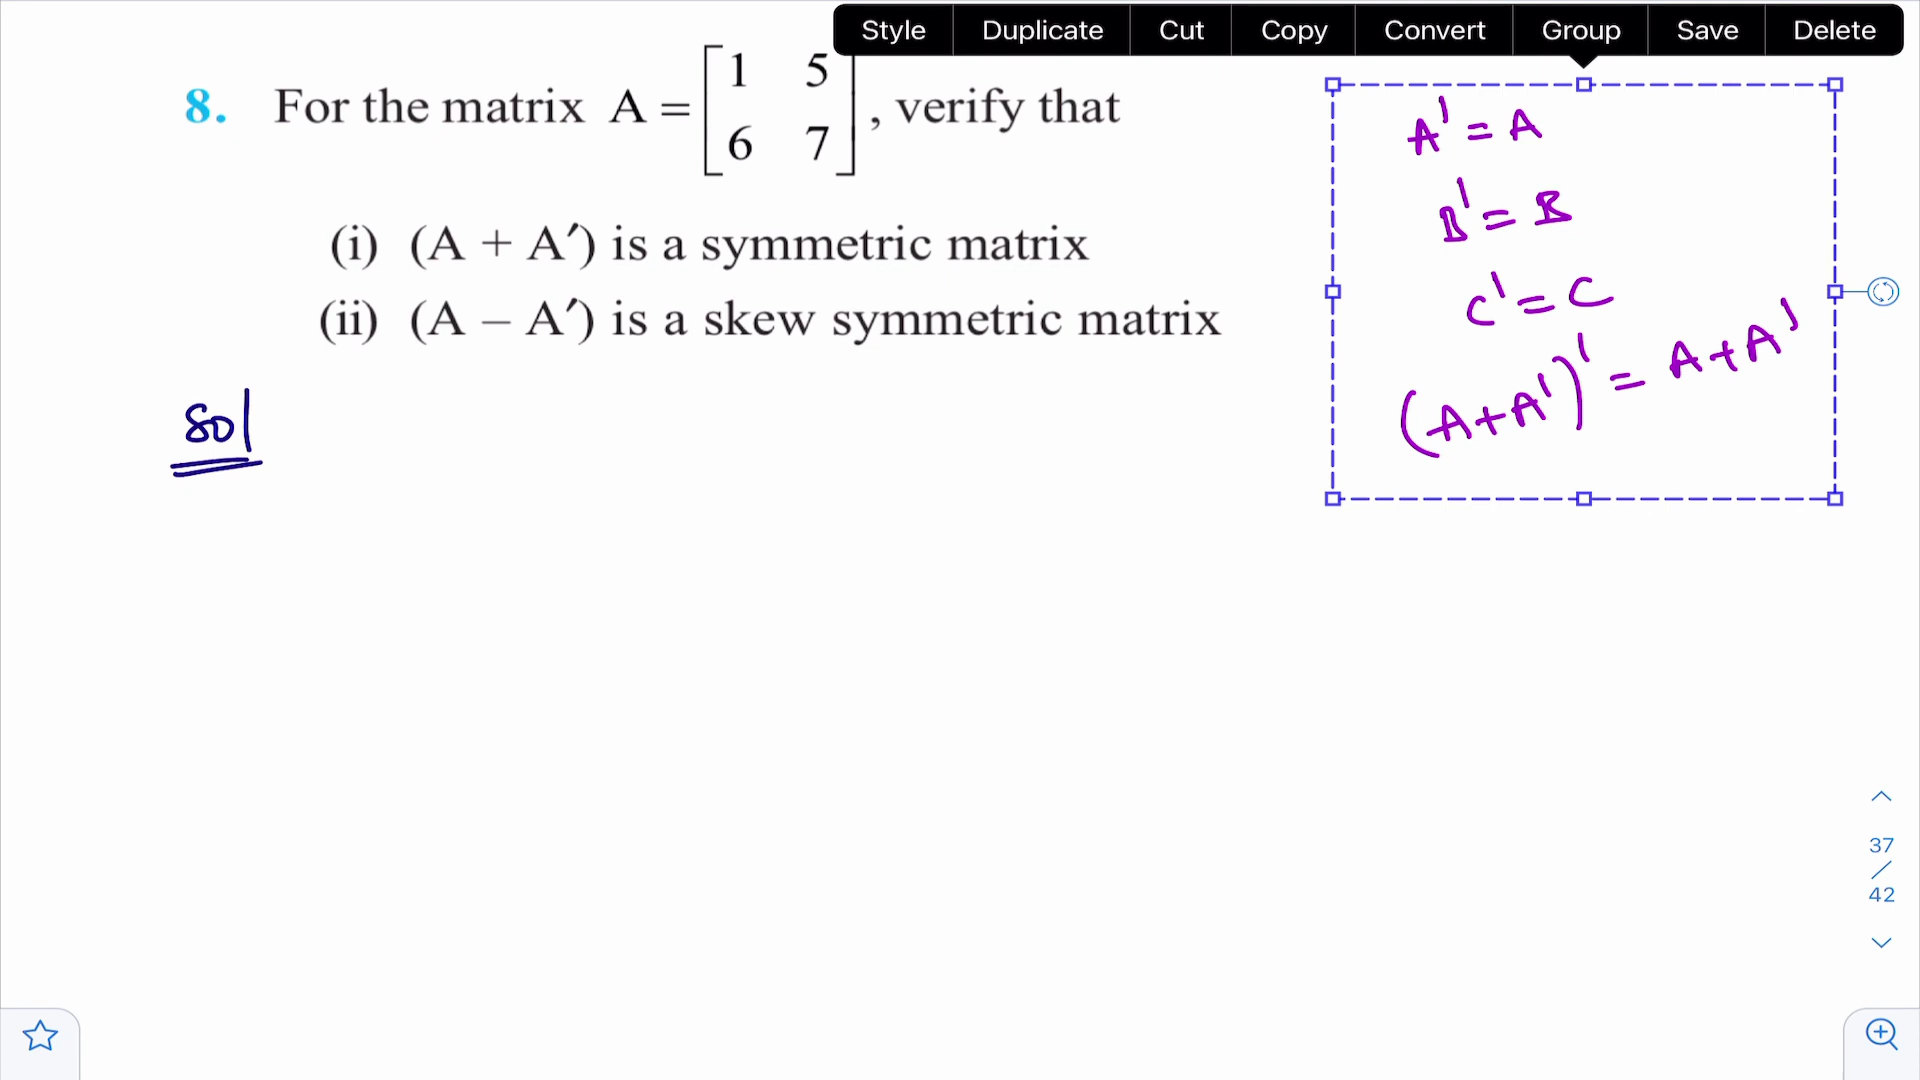 Style Duplicate Cut Copy Convert Group Save Delete
8. For the matrix A = [1 5
6 7], verify that
(i) (A + A′) is a symmetric matrix
(ii) (A – A′) is a skew symmetric matrix
A' = A
B' = B
C' = C
(A+A')' = A+A'
Sol
37
/
42